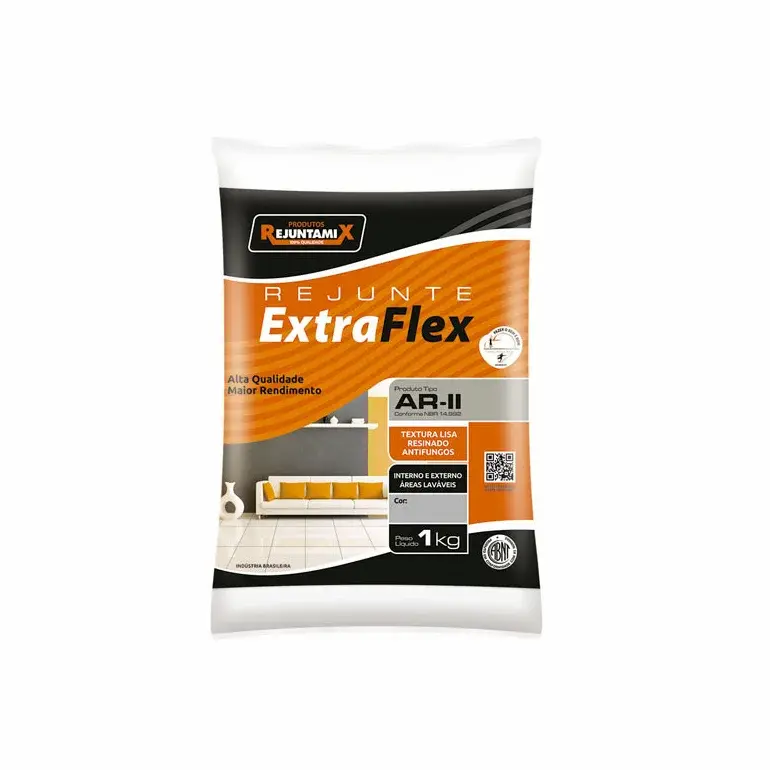 PRODUTOS
REJUNTAMIX
100% QUALIDADE
REJUNTE
ExtraFlex
Alta Qualidade
Maior Rendimento
Produto Tipo
AR-II
Conforme NBR 14.992
TEXTURA LISA
RESINADO
ANTIFUNGOS
INTERNO E EXTERNO
ÁREAS LAVÁVEIS
Cor:
Peso
Líquido 1kg
ABNT
INDÚSTRIA BRASILEIRA